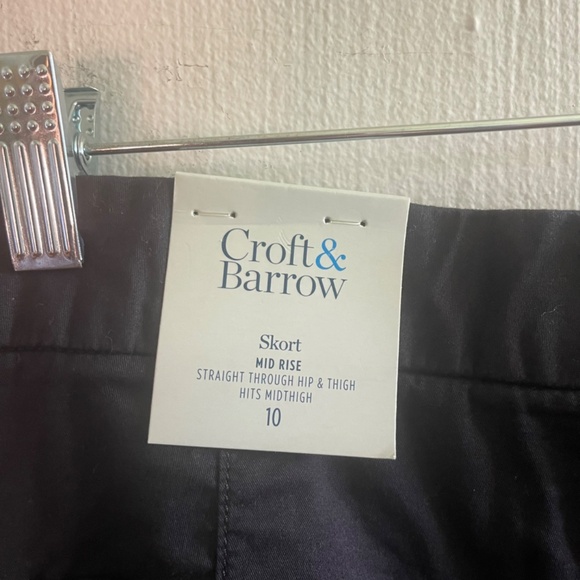 Croft&
Barrow
Skort
MID RISE
STRAIGHT THROUGH HIP & THIGH
HITS MIDTHIGH
10